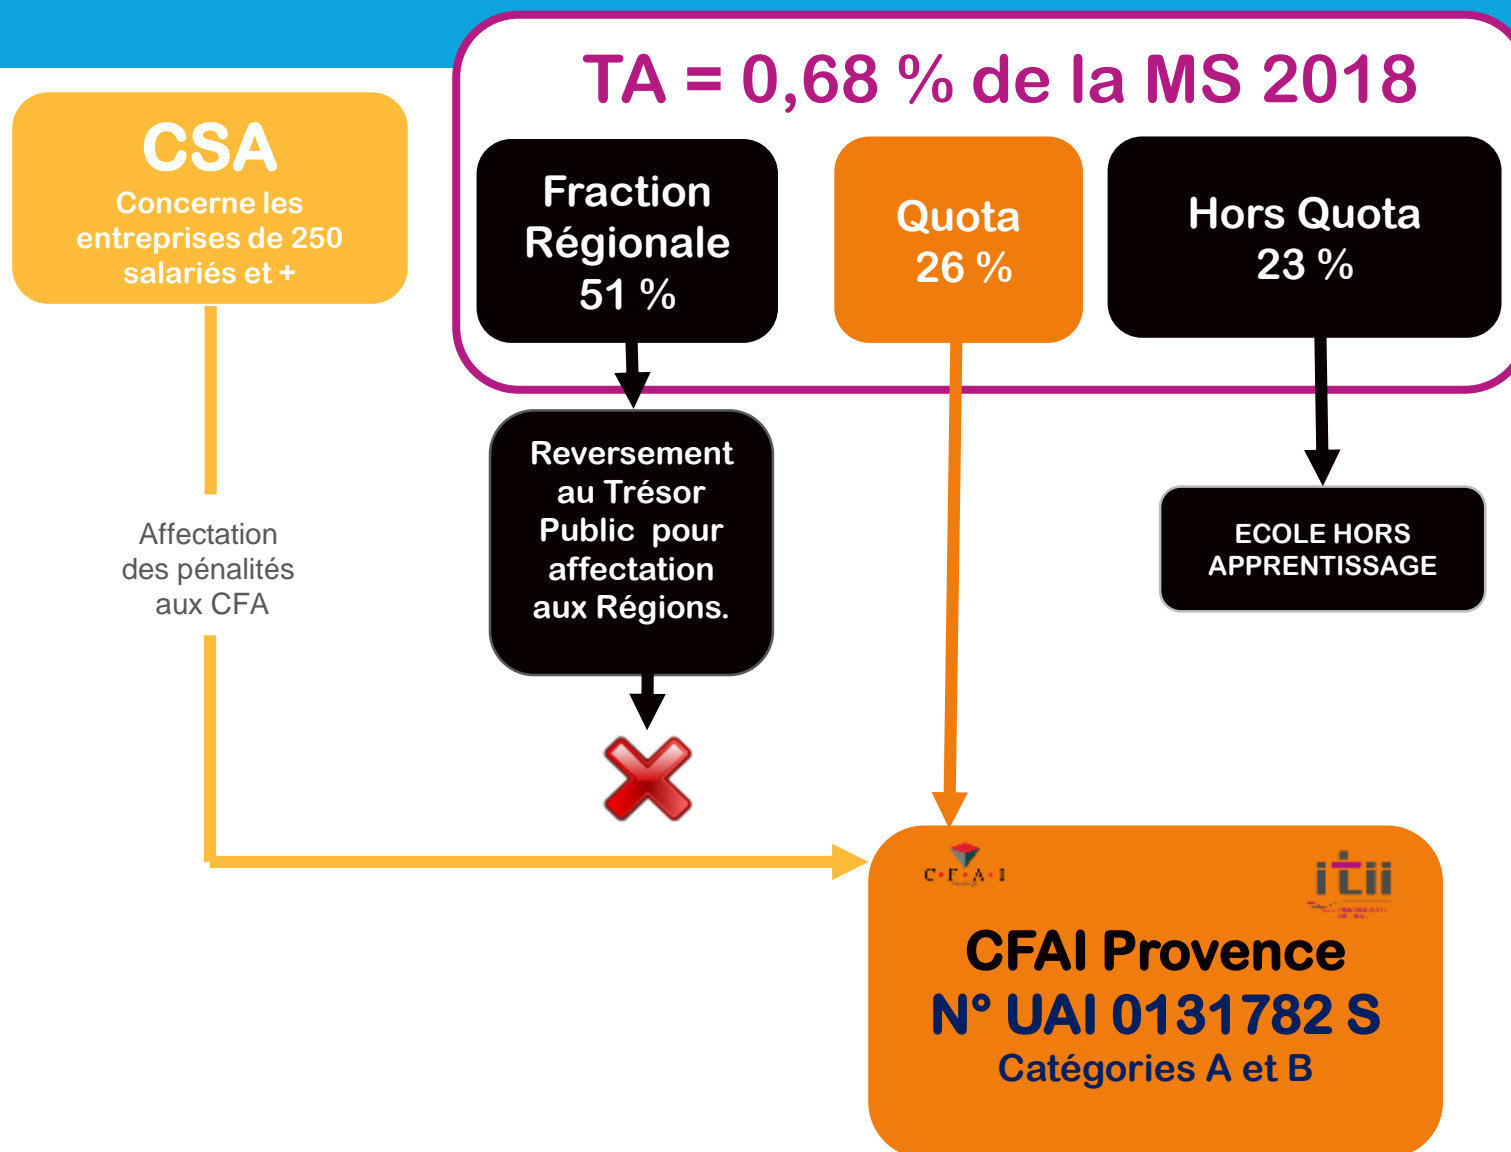 TA = 0,68 % de la MS 2018
CSA
Concerne les
entreprises de 250
salariés et +
Fraction
Régionale
51 %
Quota
26 %
Hors Quota
23 %
Reversement
au Trésor
Public pour
affectation
aux Régions.
ECOLE HORS
APPRENTISSAGE
Affectation
des pénalités
aux CFA
C•F•A•I
itii
CFAI Provence
N° UAI 0131782 S
Catégories A et B